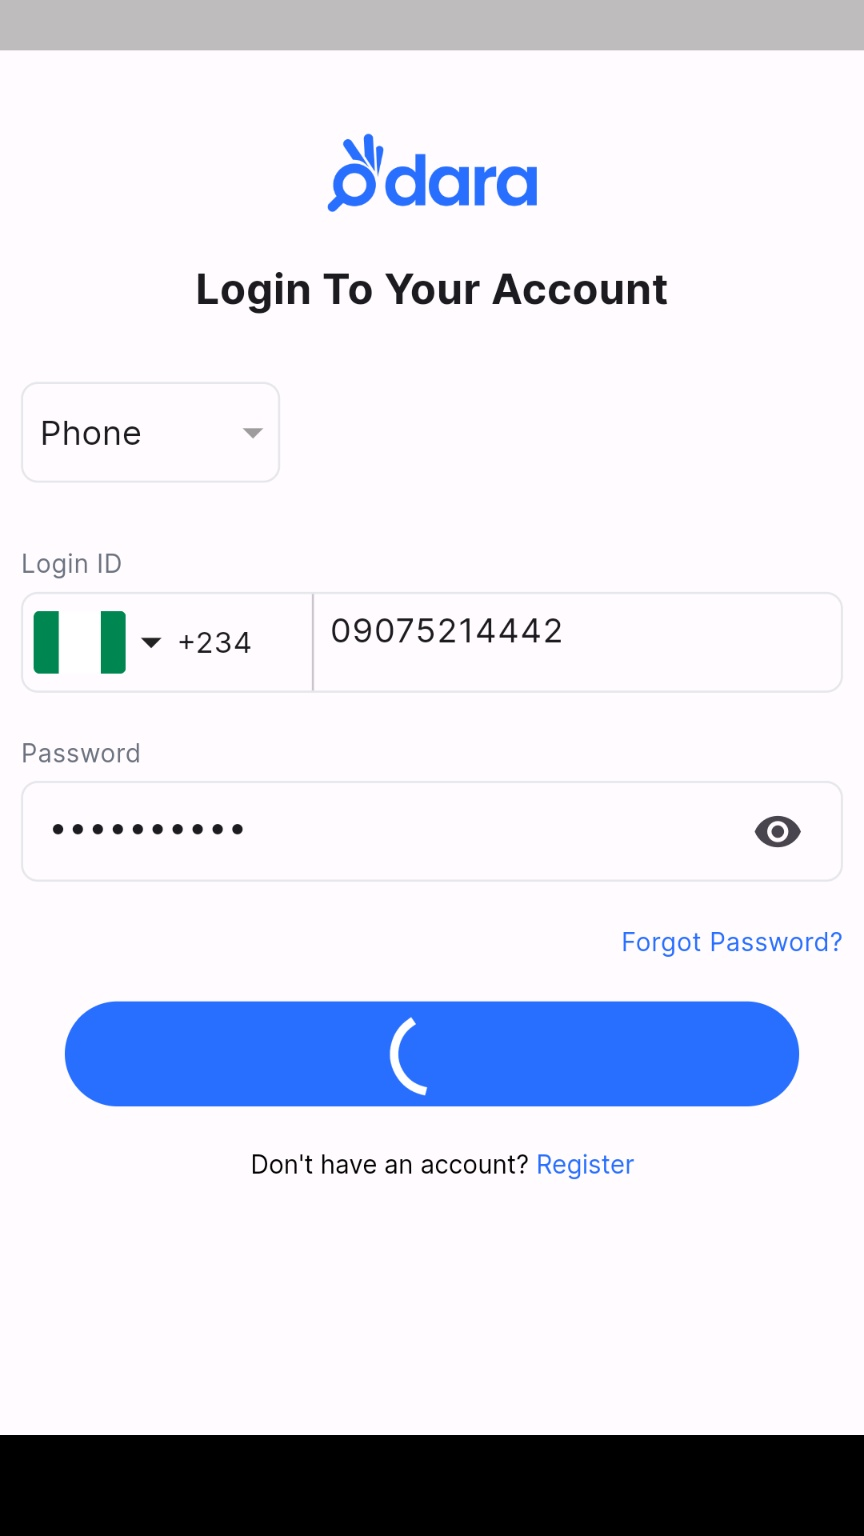 odara
Login To Your Account
Phone
Login ID
+234 09075214442
Password
••••••••••
Forgot Password?
Don't have an account? Register